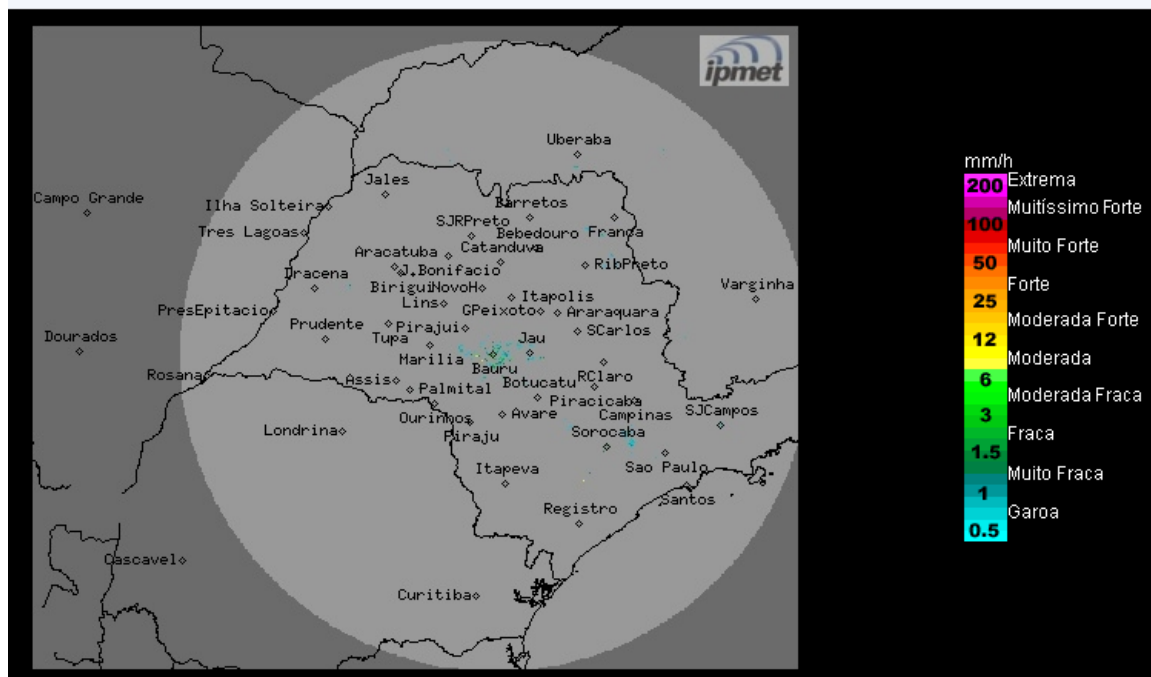 ipmet
Uberaba
Jales
Campo Grande
Ilha Solteira
Barretos
SJRPreto
Tres Lagoas
Bebedouro
Franca
Aracatuba
Catanduva
Dracena
J.Bonifacio
RibPreto
Birigui
NovoH
Varginha
Itapolis
Lins
PresEpitacio
GPeixoto
Araraquara
Prudente
Pirajui
SCarlos
Dourados
Tupa
Jau
Marilia
Bauru
Rosana
Assis
Palmital
Botucatu
RClaro
Piracicaba
Ourinhos
Avare
Campinas
SJCampos
Londrina
Piraju
Sorocaba
Itapeva
Sao Paulo
Santos
Registro
Cascavel
Curitiba
mm/h
200 Extrema
Muitíssimo Forte
100
Muito Forte
50
Forte
25
Moderada Forte
12
Moderada
6
Moderada Fraca
3
Fraca
1.5
Muito Fraca
1
Garoa
0.5